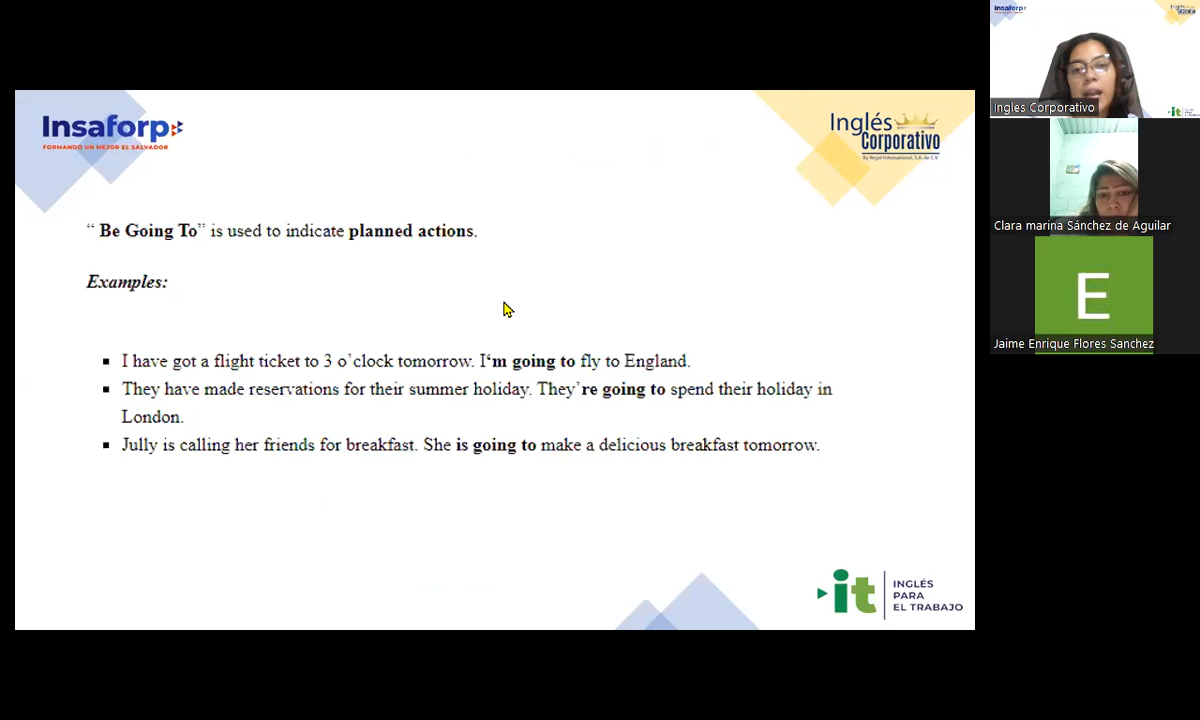 Insaforp
FORMANDO UN MEJOR EL SALVADOR
Inglés
Corporativo
By Regal International, S.A. de C.V.
“ Be Going To” is used to indicate planned actions.
Examples:
▪ I have got a flight ticket to 3 o’clock tomorrow. I‘m going to fly to England.
▪ They have made reservations for their summer holiday. They’re going to spend their holiday in
London.
▪ Jully is calling her friends for breakfast. She is going to make a delicious breakfast tomorrow.
it
INGLÉS
PARA
EL TRABAJO
Insaforp
Inglés
Corporativo
it
Ingles Corporativo
Clara marina Sánchez de Aguilar
E
Jaime Enrique Flores Sanchez